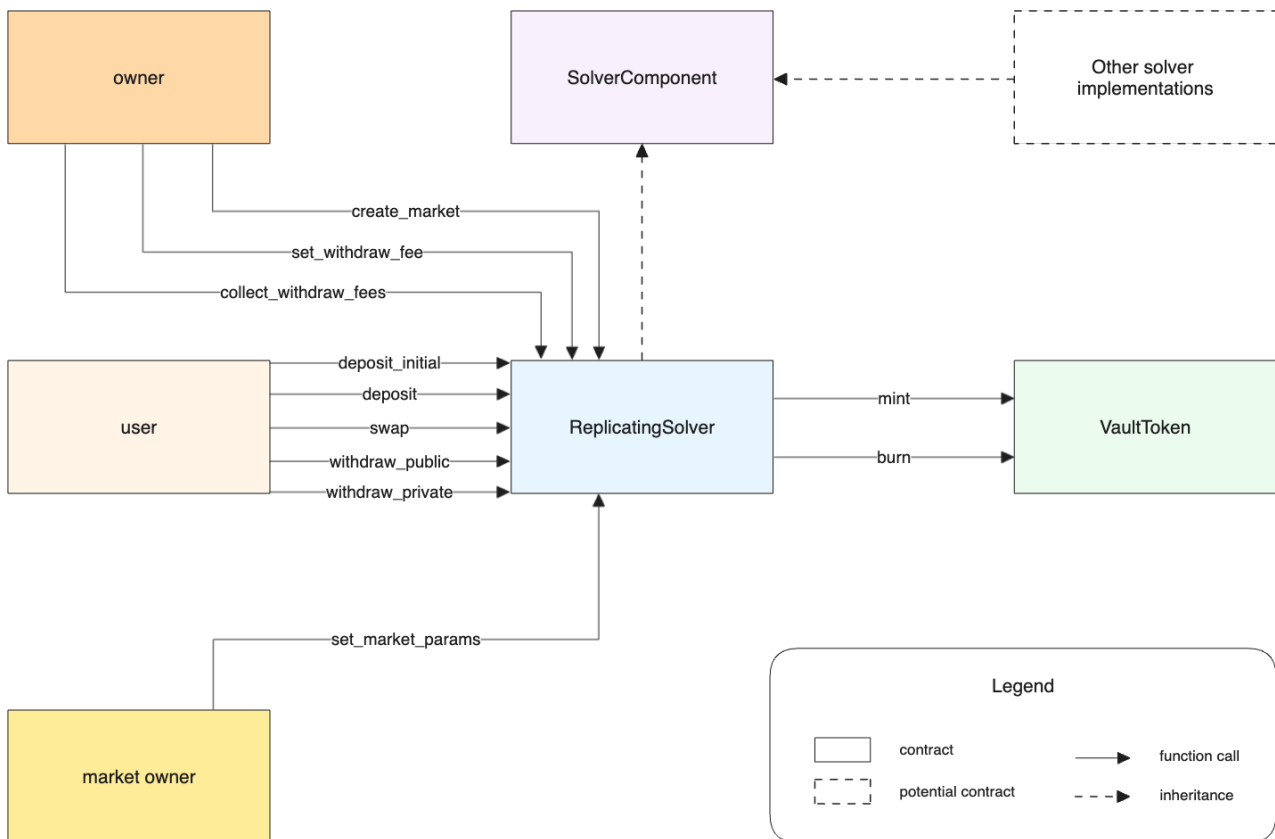 owner
SolverComponent
Other solver
implementations
create_market
set_withdraw_fee
collect_withdraw_fees
user
deposit_initial
deposit
swap
withdraw_public
withdraw_private
ReplicatingSolver
mint
burn
VaultToken
set_market_params
market owner
Legend
contract
function call
potential contract
inheritance